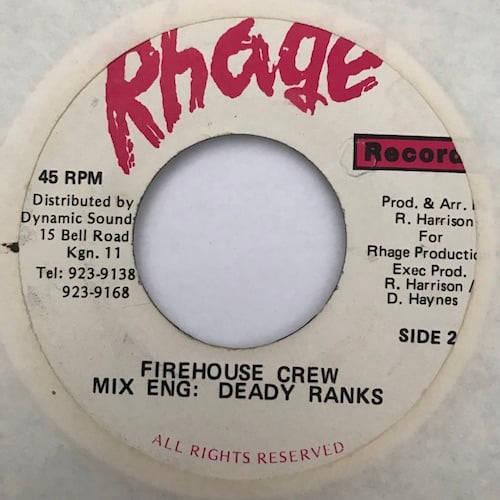 Rhage
Record
45 RPM
Distributed by
Dynamic Sound
15 Bell Road
Kgn. 11
Tel: 923-9138
923-9168
Prod. & Arr.
R. Harrison
For
Rhage Productio
Exec Prod.
R. Harrison /
D. Haynes
SIDE 2
FIREHOUSE CREW
MIX ENG: DEADY RANKS
ALL RIGHTS RESERVED